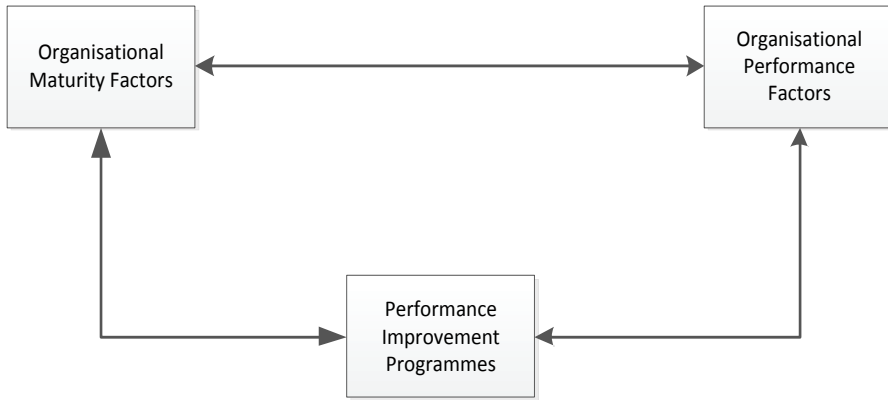 Organisational
Maturity Factors
Organisational
Performance
Factors
Performance
Improvement
Programmes